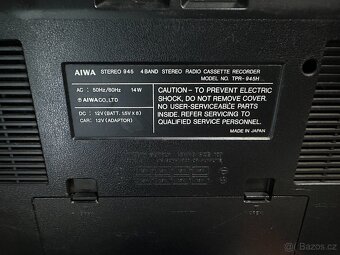 AIWA STEREO 945 4 BAND STEREO RADIO CASSETTE RECORDER
MODEL NO. TPR-945H
AC : 50Hz/60Hz 14W
℗ AIWA CO., LTD
DC : 12V (BATT. 1.5V X 8)
CAR: 12V (ADAPTOR)
CAUTION - TO PREVENT ELECTRIC
SHOCK, DO NOT REMOVE COVER.
NO USER-SERVICEABLE PARTS
INSIDE. REFER SERVICING TO
QUALIFIED SERVICE PERSONNEL.
MADE IN JAPAN
OPEN
Bazos.cz